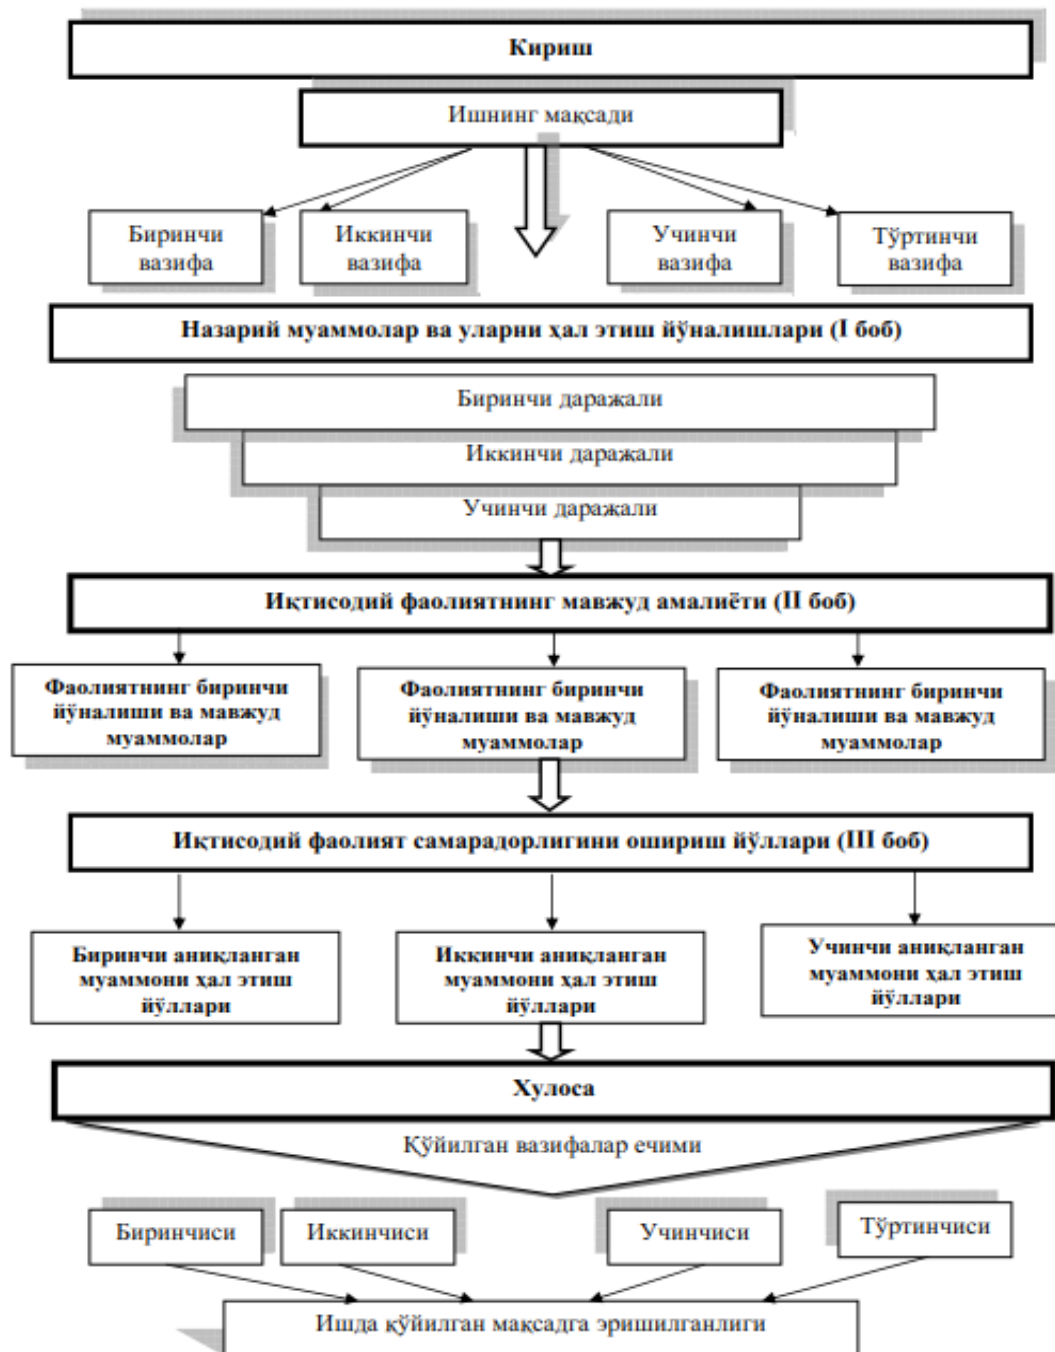 Кириш
Ишнинг мақсади
Биринчи
вазифа
Иккинчи
вазифа
Учинчи
вазифа
Тўртинчи
вазифа
Назарий муаммолар ва уларни ҳал этиш йўналишлари (I боб)
Биринчи даражали
Иккинчи даражали
Учинчи даражали
Иқтисодий фаолиятнинг мавжуд амалиёти (II боб)
Фаолиятнинг биринчи
йўналиши ва мавжуд
муаммолар
Фаолиятнинг биринчи
йўналиши ва мавжуд
муаммолар
Фаолиятнинг биринчи
йўналиши ва мавжуд
муаммолар
Иқтисодий фаолият самарадорлигини ошириш йўллари (III боб)
Биринчи аниқланган
муаммони ҳал этиш
йўллари
Иккинчи аниқланган
муаммони ҳал этиш
йўллари
Учинчи аниқланган
муаммони ҳал этиш
йўллари
Хулоса
Қўйилган вазифалар ечими
Биринчиси
Иккинчиси
Учинчиси
Тўртинчиси
Ишда қўйилган мақсадга эришилганлиги